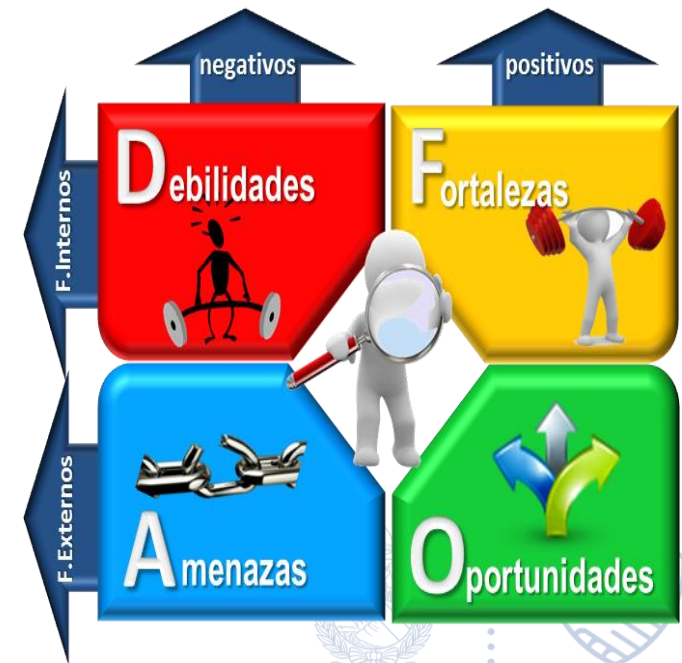 negativos
positivos
F.Internos
Debilidades
Fortalezas
F.Externos
Amenazas
Oportunidades